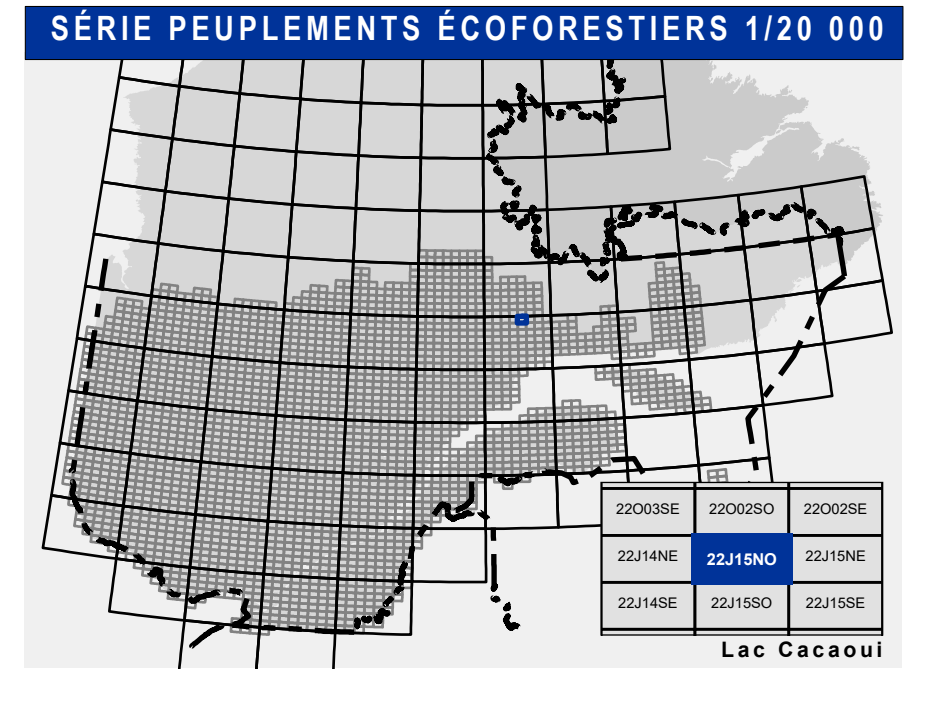 SÉRIE PEUPLEMENTS ÉCOFORESTIERS 1/20 000
22O03SE 22O02SO 22O02SE
22J14NE 22J15NO 22J15NE
22J14SE 22J15SO 22J15SE
Lac Cacaoui